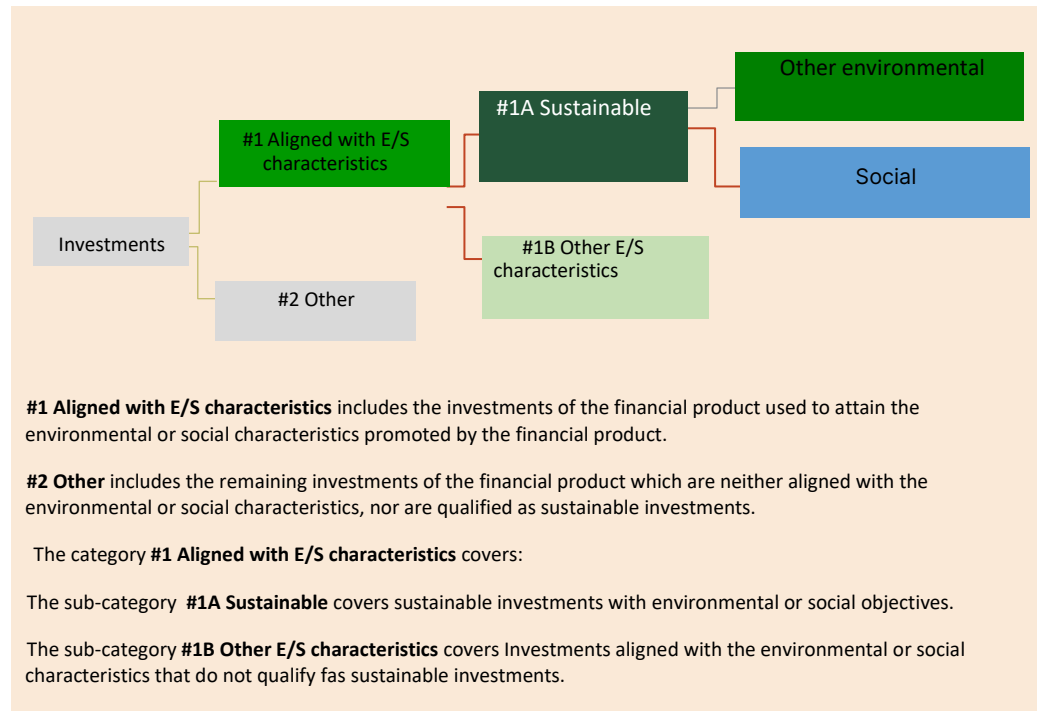 Other environmental
#1A Sustainable
#1 Aligned with E/S
characteristics
Social
Investments
#1B Other E/S
characteristics
#2 Other
#1 Aligned with E/S characteristics includes the investments of the financial product used to attain the
environmental or social characteristics promoted by the financial product.
#2 Other includes the remaining investments of the financial product which are neither aligned with the
environmental or social characteristics, nor are qualified as sustainable investments.
The category #1 Aligned with E/S characteristics covers:
The sub-category #1A Sustainable covers sustainable investments with environmental or social objectives.
The sub-category #1B Other E/S characteristics covers Investments aligned with the environmental or social
characteristics that do not qualify fas sustainable investments.